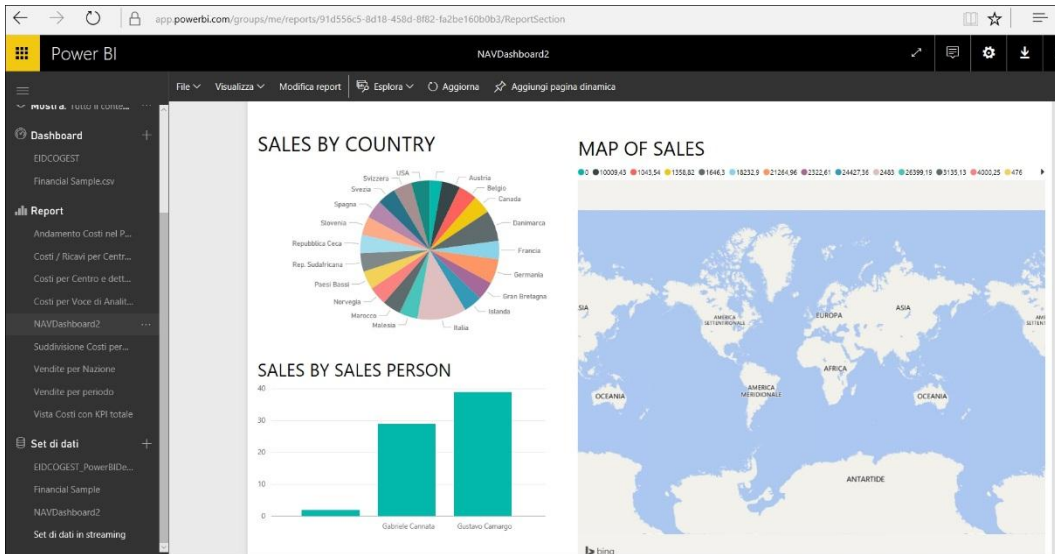 app.powerbi.com/groups/me/reports/91d556c5-8d18-458d-8f82-fa2be160b0b3/ReportSection
Power BI
NAVDashboard2
File Visualizza Modifica report Esplora Aggiorna Aggiungi pagina dinamica
Mostra: Tutto il conte...
Dashboard
EIDCOGEST
Financial Sample.csv
Report
Andamento Costi nel P...
Costi / Ricavi per Centr...
Costi per Centro e dett...
Costi per Voce di Analit...
NAVDashboard2
Suddivisione Costi per...
Vendite per Nazione
Vendite per periodo
Vista Costi con KPI totale
Set di dati
EIDCOGEST_PowerBIDe...
Financial Sample
NAVDashboard2
Set di dati in streaming
SALES BY COUNTRY
USA
Austria
Belgio
Canada
Danimarca
Francia
Germania
Gran Bretagna
Islanda
Italia
Malesia
Marocco
Norvegia
Paesi Bassi
Rep. Sudafricana
Repubblica Ceca
Slovenia
Spagna
Svezia
Svizzera
SALES BY SALES PERSON
40
30
20
10
0
Gabriele Cannata Gustavo Camargo
MAP OF SALES
0 10009,43 1043,54 1558,82 1646,3 18232,9 21264,96 2322,61 24427,36 2483 26399,19 3135,13 4000,25 476
SIA
AMERICA
SETTENTRIONALE
EUROPA
ASIA
AFRICA
OCEANIA
AMERICA
MERIDIONALE
OCEANIA
ANTARTIDE
bing